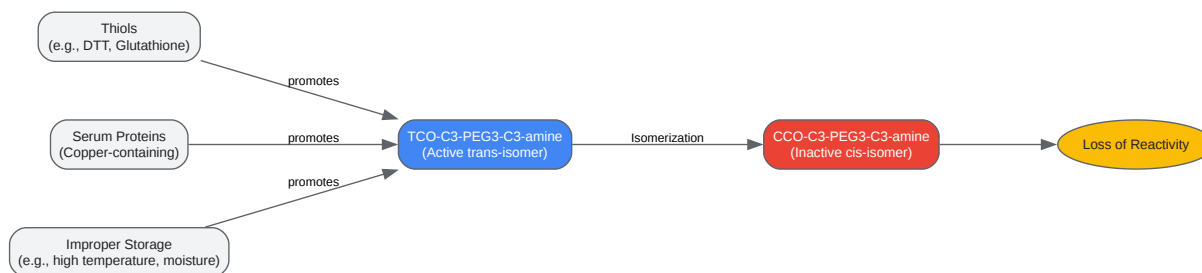 Thiols
(e.g., DTT, Glutathione)
promotes
Serum Proteins
(Copper-containing)
promotes
TCO-C3-PEG3-C3-amine
(Active trans-isomer)
Isomerization
CCO-C3-PEG3-C3-amine
(Inactive cis-isomer)
Loss of Reactivity
promotes
Improper Storage
(e.g., high temperature, moisture)